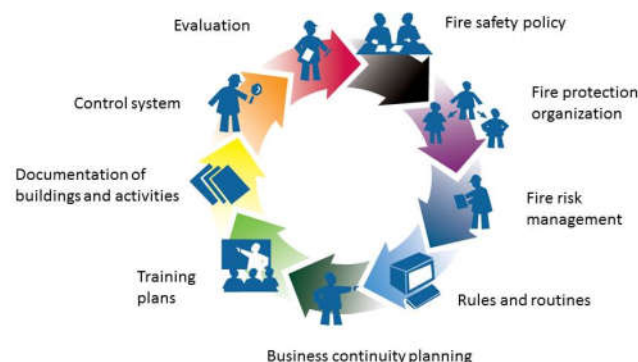 Evaluation
Fire safety policy
Control system
Fire protection
organization
Documentation of
buildings and activities
Fire risk
management
Training
plans
Rules and routines
Business continuity planning